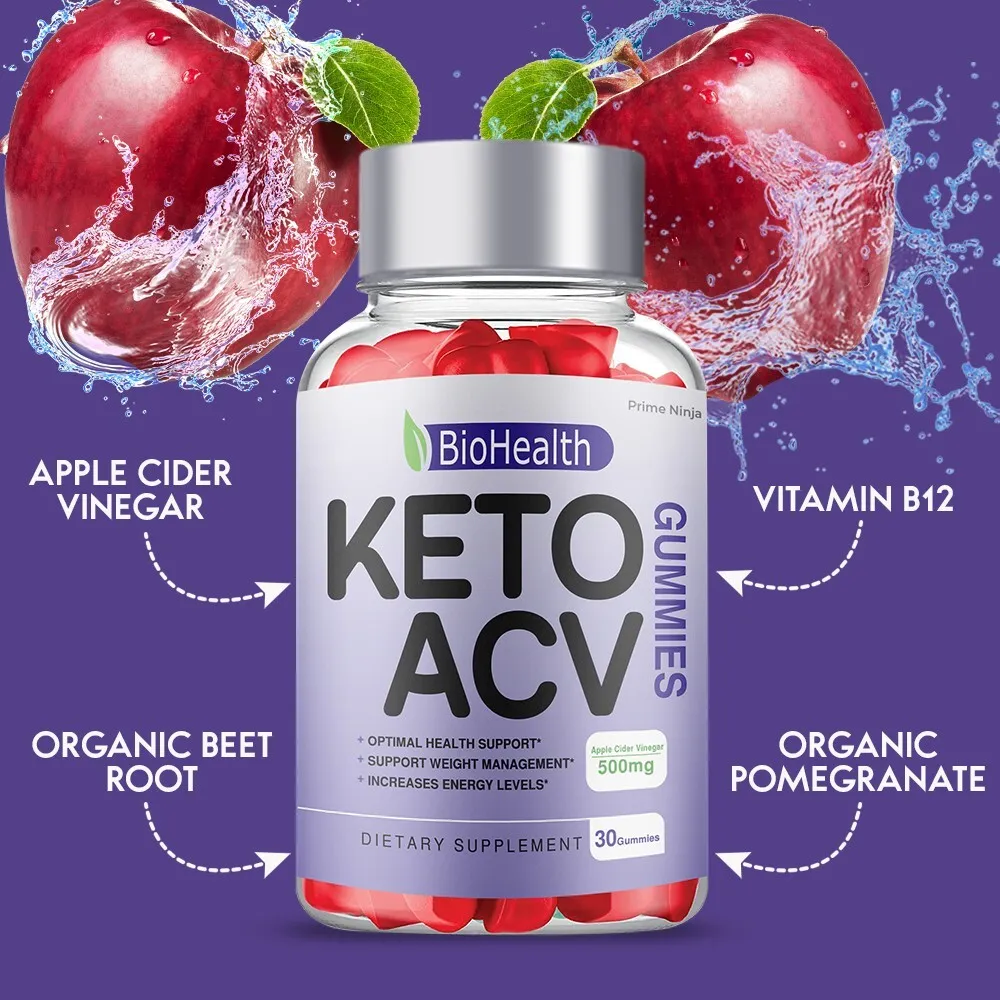 Prime Ninja
BioHealth
APPLE CIDER
VINEGAR
VITAMIN B12
KETO
ACV
GUMMIES
ORGANIC BEET
ROOT
ORGANIC
POMEGRANATE
+ OPTIMAL HEALTH SUPPORT*
+ SUPPORT WEIGHT MANAGEMENT*
+ INCREASES ENERGY LEVELS*
Apple Cider Vinegar
500mg
DIETARY SUPPLEMENT
30Gummies